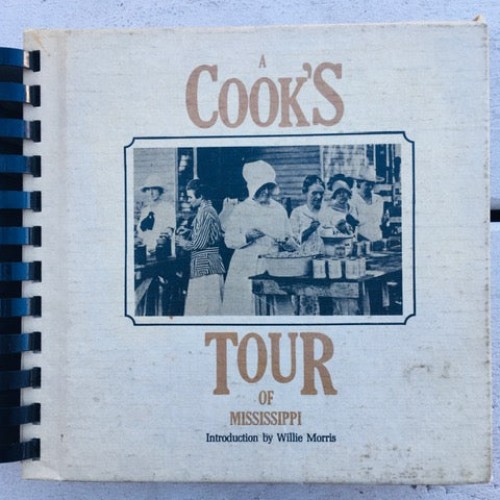 A
COOK'S
TOUR
OF
MISSISSIPPI
Introduction by Willie Morris